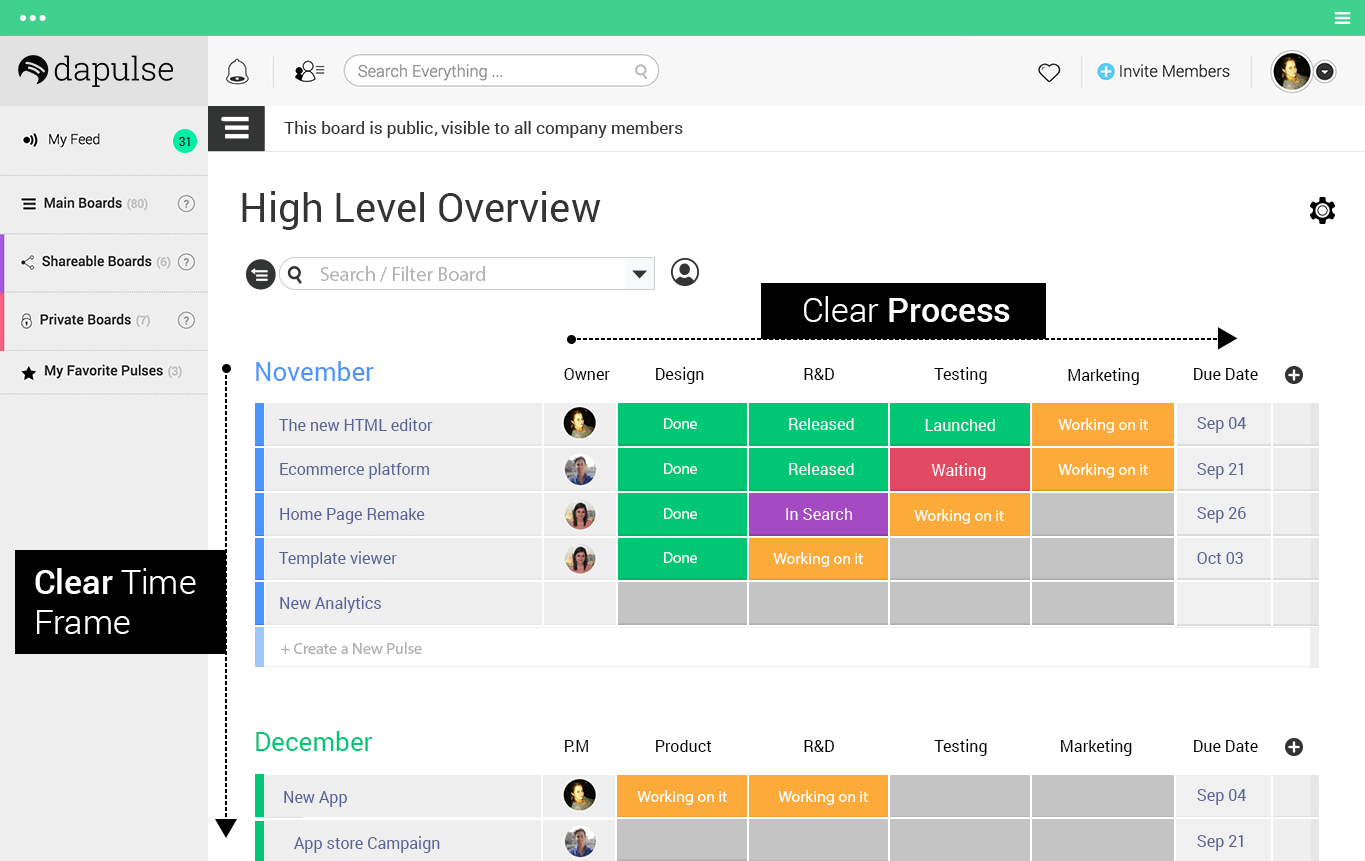 dapulse
Search Everything ...
Invite Members
My Feed 31
This board is public, visible to all company members
Main Boards (80) ?
High Level Overview
Shareable Boards (6) ?
Search / Filter Board
Private Boards (7) ?
Clear Process
My Favorite Pulses (3)
November Owner Design R&D Testing Marketing Due Date
The new HTML editor Done Released Launched Working on it Sep 04
Ecommerce platform Done Released Waiting Working on it Sep 21
Home Page Remake Done In Search Working on it Sep 26
Template viewer Done Working on it Oct 03
Clear Time
Frame
New Analytics
+ Create a New Pulse
December P.M Product R&D Testing Marketing Due Date
New App Working on it Working on it Sep 04
App store Campaign Sep 21